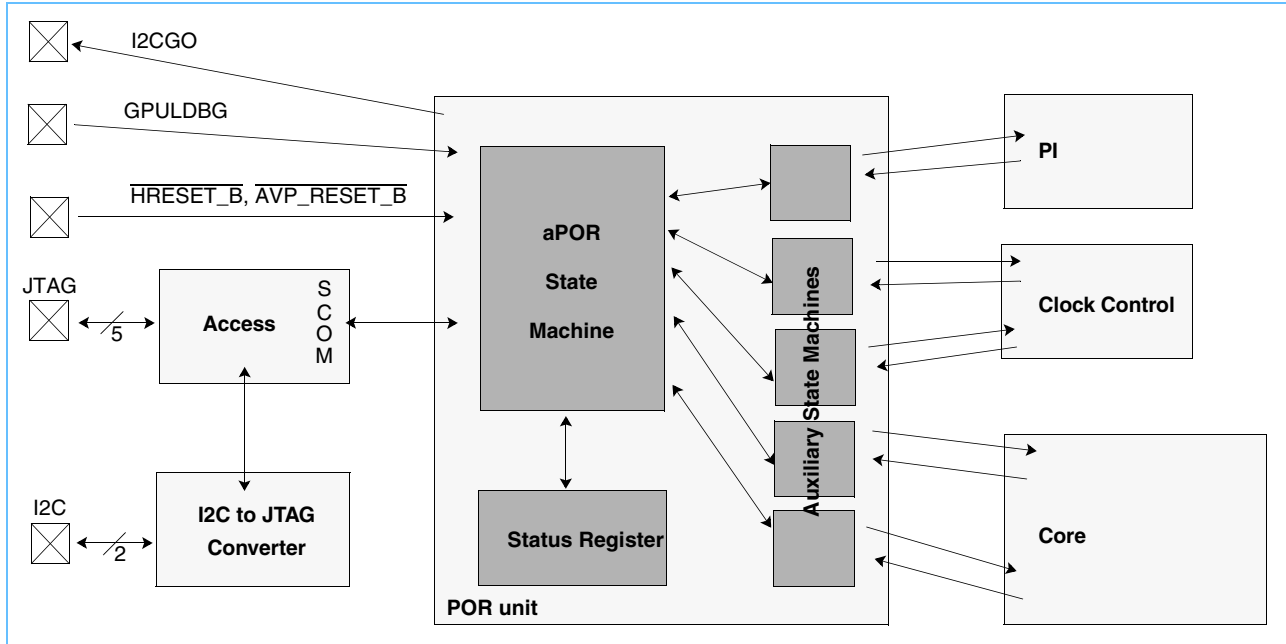 I2CGO
GPULDBG
HRESET_B, AVP_RESET_B
JTAG
5
Access
S
C
O
M
I2C
2
I2C to JTAG
Converter
aPOR
State
Machine
Status Register
POR unit
Auxiliary State Machines
PI
Clock Control
Core